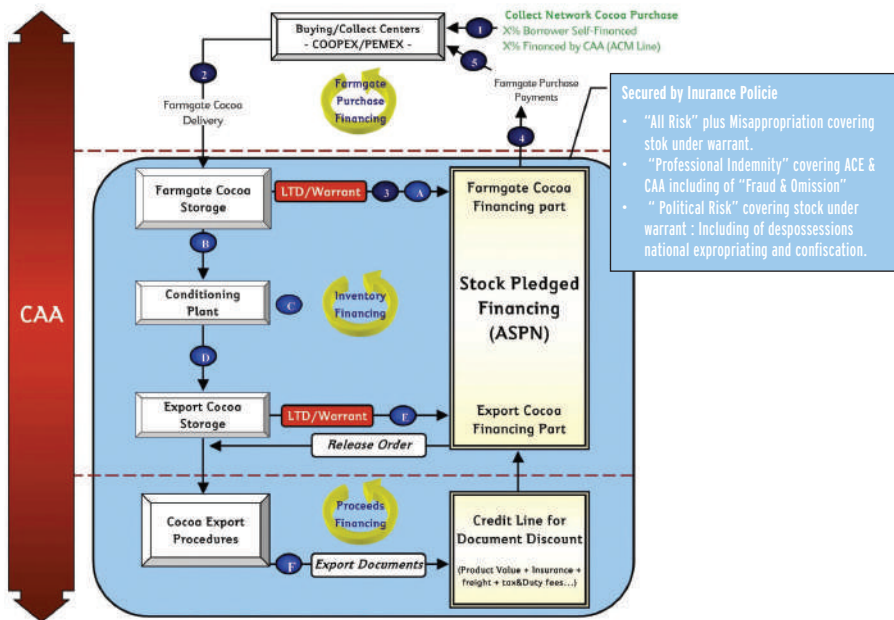 Buying/Collect Centers
- COOPEX/PEMEX -
1
Collect Network Cocoa Purchase
X% Borrower Self-Financed
X% Financed by CAA (ACM Line)
5
2
Farmgate Cocoa
Delivery
Farmgate
Purchase
Financing
Farmgate Purchase
Payments
4
Secured by Inurance Policie
• “All Risk” plus Misappropriation covering
stok under warrant.
• “Professional Indemnity” covering ACE &
CAA including of “Fraud & Omission”
• “ Political Risk” covering stock under
warrant : Including of despossessions
national expropriating and confiscation.
CAA
Farmgate Cocoa
Storage
LTD/Warrant
3
A
Farmgate Cocoa
Financing part
B
Conditioning
Plant
C
Inventory
Financing
Stock Pledged
Financing
(ASPN)
D
Export Cocoa
Storage
LTD/Warrant
E
Export Cocoa
Financing Part
Release Order
Cocoa Export
Procedures
Proceeds
Financing
F
Export Documents
Credit Line for
Document Discount
(Product Value + Insurance +
freight + tax&Duty fees...)